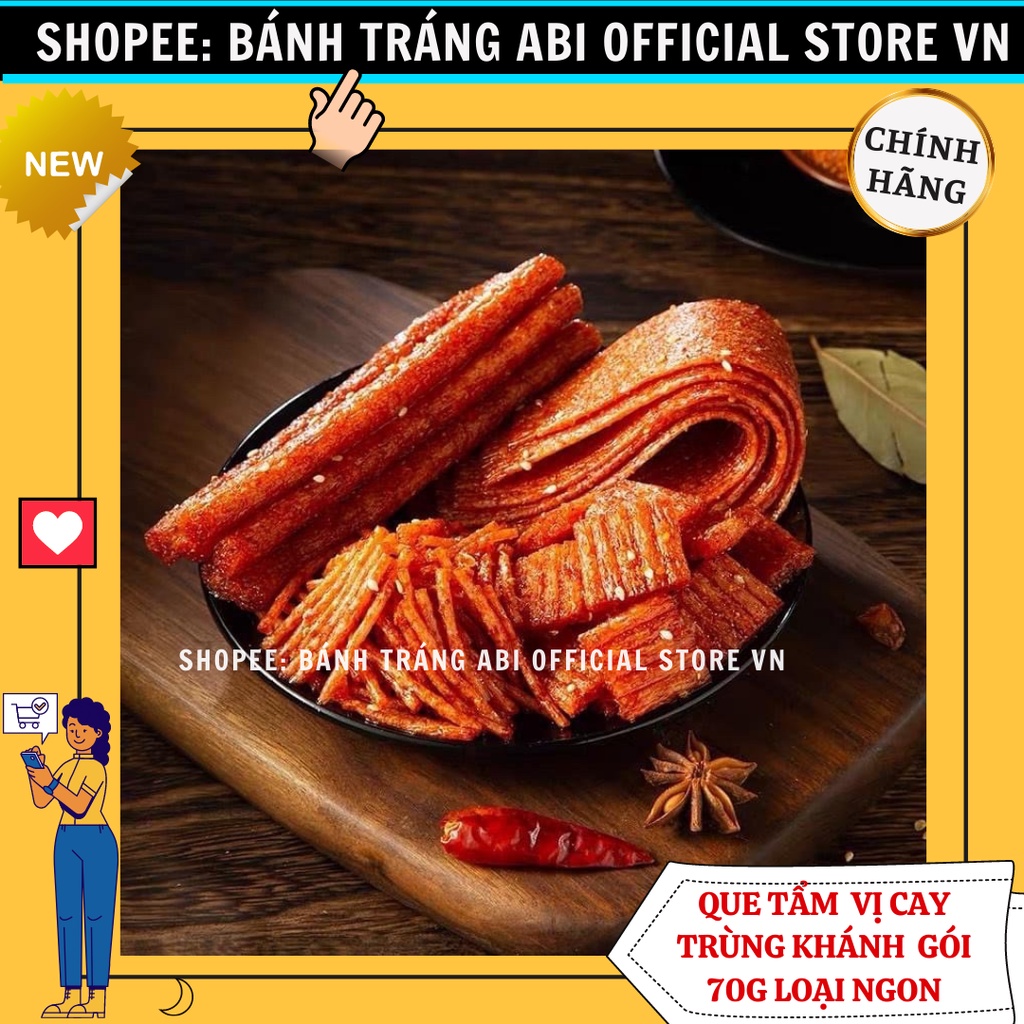 SHOPEE: BÁNH TRÁNG ABI OFFICIAL STORE VN
NEW
CHÍNH
HÃNG
SHOPEE: BÁNH TRÁNG ABI OFFICIAL STORE VN
QUE TẨM VỊ CAY
TRÙNG KHÁNH GÓI
70G LOẠI NGON